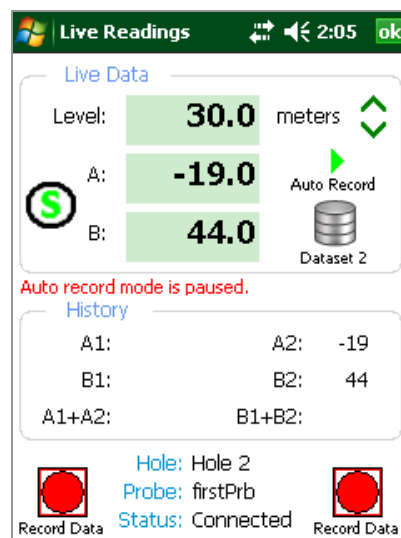 Live Readings 2:05 ok
Live Data
Level: 30.0 meters
A: -19.0 Auto Record
S
B: 44.0
Dataset 2
Auto record mode is paused.
History
A1: A2: -19
B1: B2: 44
A1+A2: B1+B2:
Hole: Hole 2
Probe: firstPrb
Status: Connected
Record Data Record Data